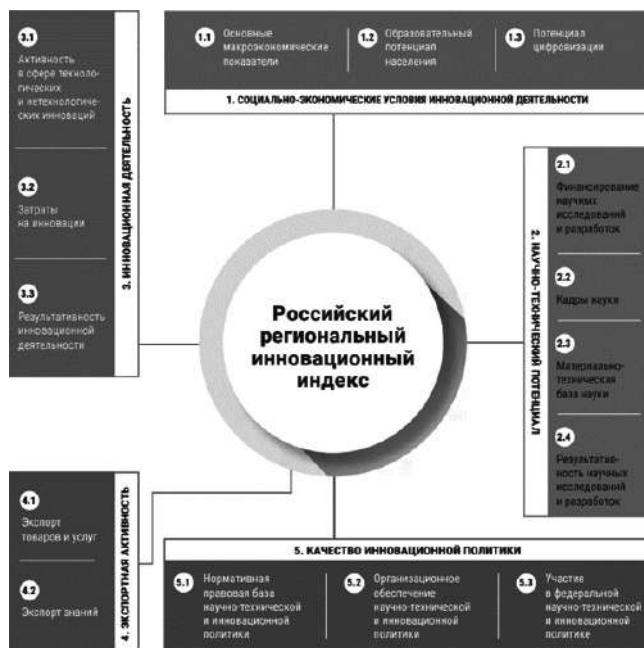 3.1
Активность
в сфере техноло-
гических
и нетехнологиче-
ских инноваций
3.2
Затраты
на инновации
3.3
Результативность
инновационной
деятельности
3. ИННОВАЦИОННАЯ ДЕЯТЕЛЬНОСТЬ
1.1
Основные
макроэкономические
показатели
1.2
Образовательный
потенциал
населения
1.3
Потенциал
цифровизации
1. СОЦИАЛЬНО-ЭКОНОМИЧЕСКИЕ УСЛОВИЯ ИННОВАЦИОННОЙ ДЕЯТЕЛЬНОСТИ
2. НАУЧНО-ТЕХНИЧЕСКИЙ ПОТЕНЦИАЛ
2.1
Финансирование
научных
исследований
и разработок
2.2
Кадры науки
2.3
Материально-
техническая
база науки
2.4
Результатив-
ность научных
исследований
и разработок
Российский
региональный
инновационный
индекс
4.1
Экспорт
товаров и услуг
4.2
Экспорт знаний
4. ЭКСПОРТНАЯ АКТИВНОСТЬ
5. КАЧЕСТВО ИННОВАЦИОННОЙ ПОЛИТИКИ
5.1
Нормативная
правовая база
научно-технической
и инновационной
политики
5.2
Организационное
обеспечение
научно-технической
и инновационной
политики
5.3
Участие
в федеральной
научно-технической
и инновационной
политике